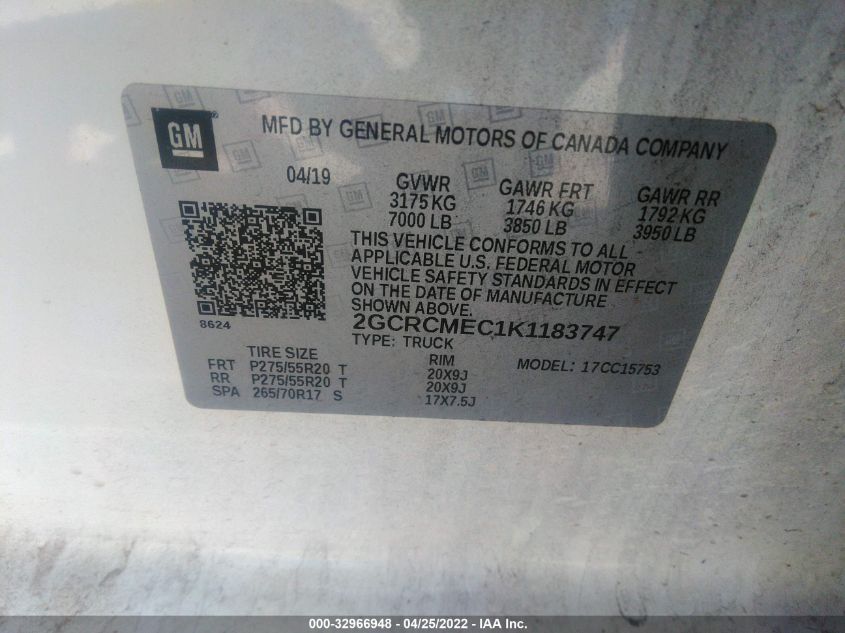 GM
MFD BY GENERAL MOTORS OF CANADA COMPANY
04/19
GVWR
3175 KG
7000 LB
GAWR FRT
1746 KG
3850 LB
GAWR RR
1792 KG
3950 LB
THIS VEHICLE CONFORMS TO ALL
APPLICABLE U.S. FEDERAL MOTOR
VEHICLE SAFETY STANDARDS IN EFFECT
ON THE DATE OF MANUFACTURE
SHOWN ABOVE.
8624
2GCRCMEC1K1183747
TYPE: TRUCK
MODEL: 17CC15753
TIRE SIZE
RIM
FRT P275/55R20 T 20X9J
RR P275/55R20 T 20X9J
SPA 265/70R17 S 17X7.5J
000-32966948 - 04/25/2022 - IAA Inc.